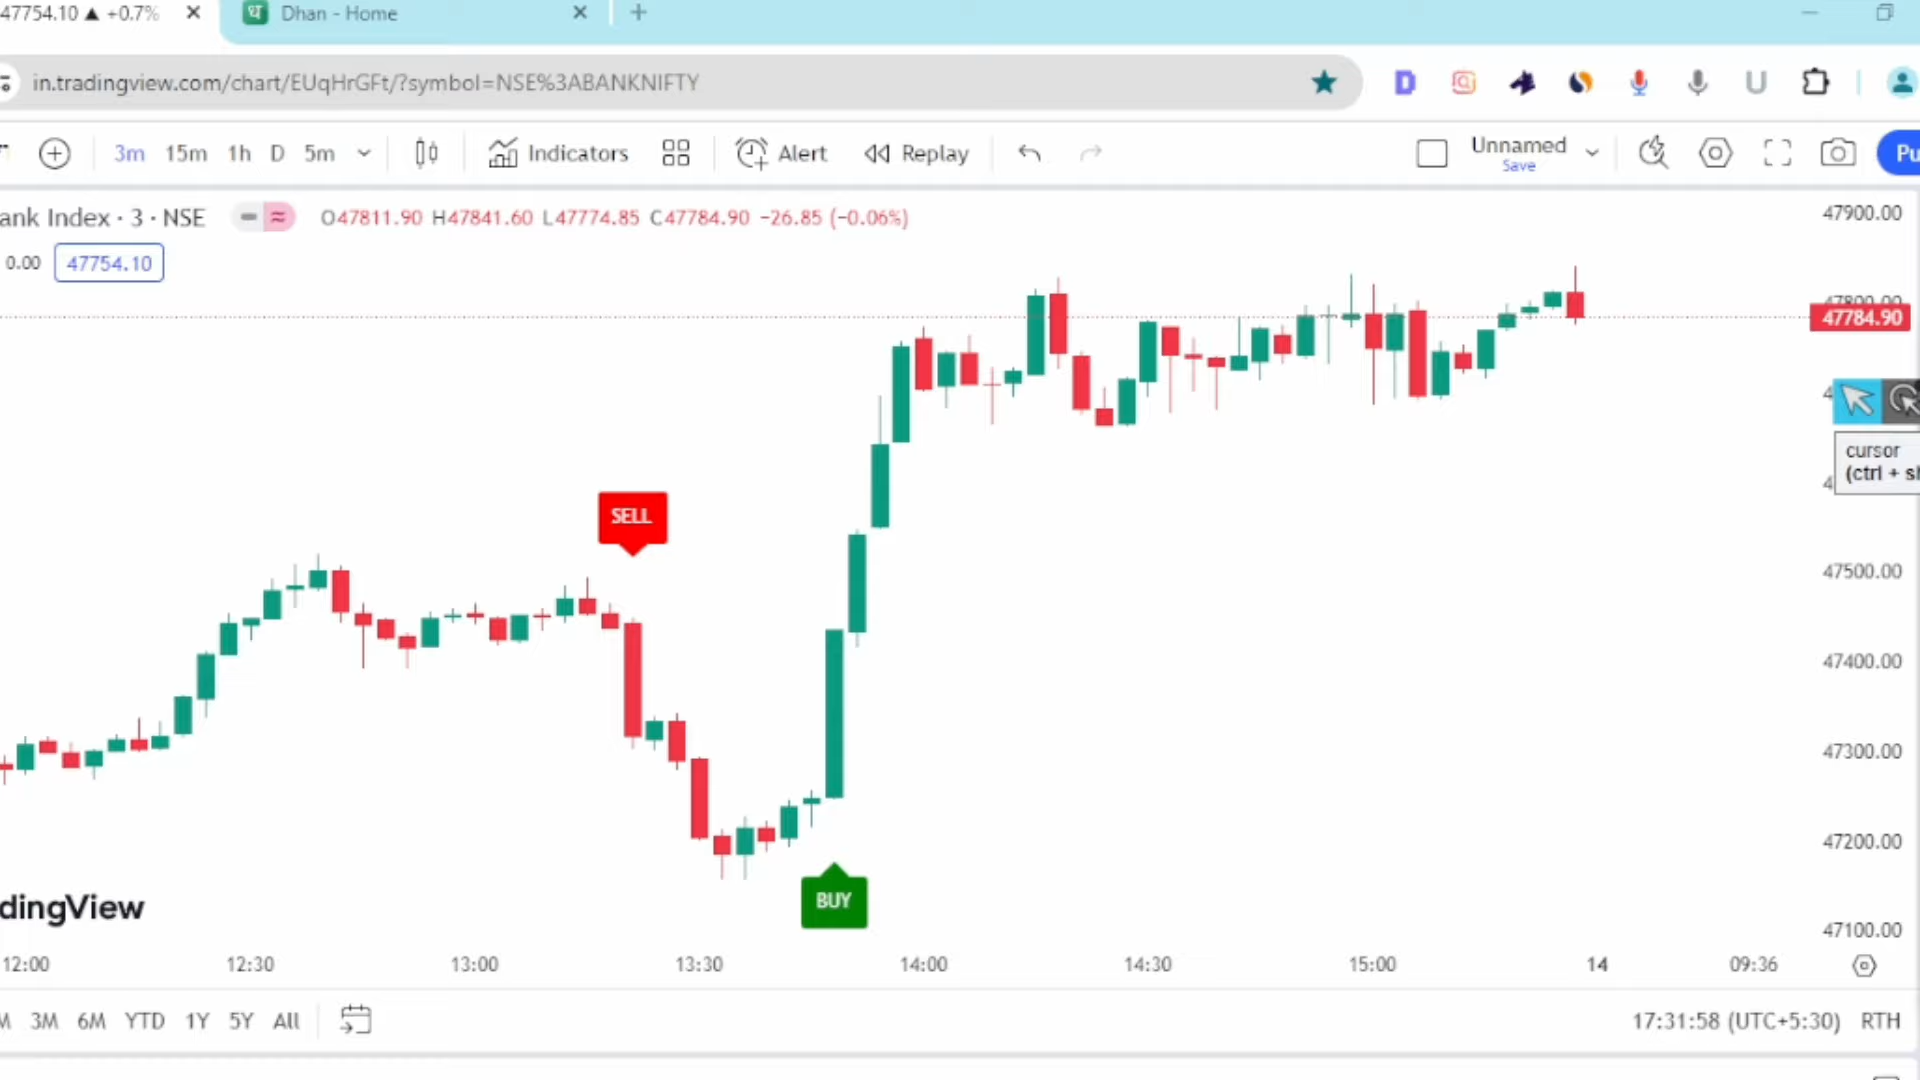 47754.10 ▲ +0.7%
Dhan - Home
in.tradingview.com/chart/EUqHrGFt/?symbol=NSE%3ABANKNIFTY
3m 15m 1h D 5m Indicators Alert Replay Unnamed
Save
Pu
ank Index · 3 · NSE O47811.90 H47841.60 L47774.85 C47784.90 −26.85 (−0.06%)
0.00 47754.10
47900.00
47784.90
cursor
(ctrl + sh
SELL
47500.00
47400.00
47300.00
47200.00
BUY
dingView
47100.00
12:00 12:30 13:00 13:30 14:00 14:30 15:00 14 09:36
M 3M 6M YTD 1Y 5Y All 17:31:58 (UTC+5:30) RTH